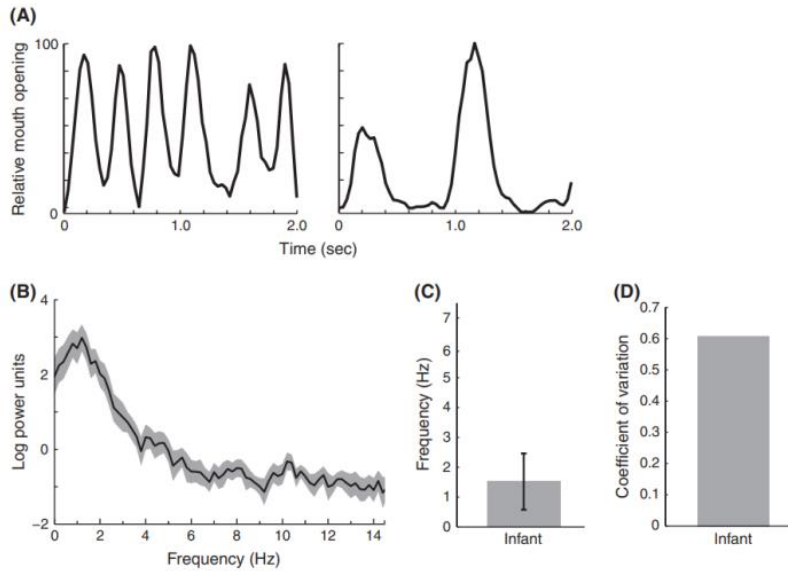 (A)
Relative mouth opening
100
0
0 1.0 2.0
0 1.0 2.0
Time (sec)
(B)
Log power units
4
2
0
−2
0 2 4 6 8 10 12 14
Frequency (Hz)
(C)
Frequency (Hz)
7
6
5
4
3
2
1
0
Infant
(D)
Coefficient of variation
0.7
0.6
0.5
0.4
0.3
0.2
0.1
0
Infant